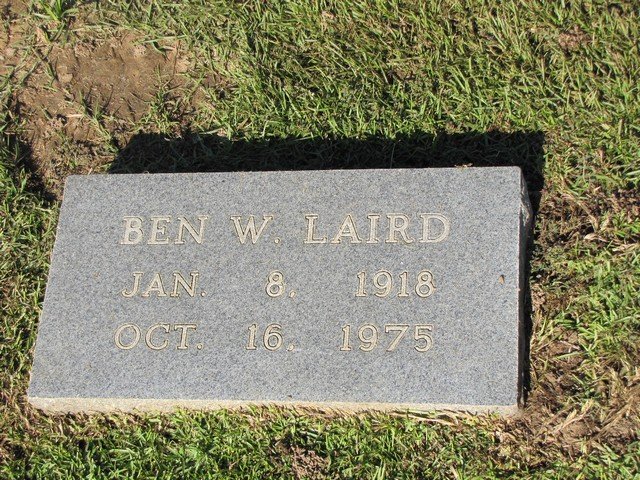 BEN W. LAIRD
JAN. 8, 1918
OCT. 16, 1975